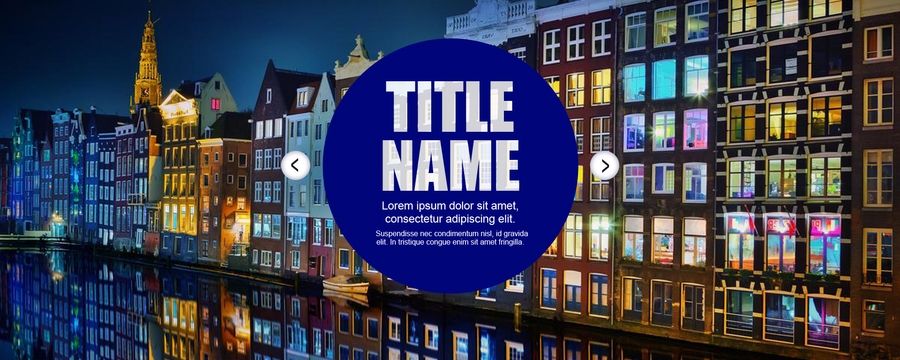 TITLE
NAME
Lorem ipsum dolor sit amet,
consectetur adipiscing elit.
Suspendisse nec condimentum nisl, id gravida
elit. In tristique congue enim sit amet fringilla.